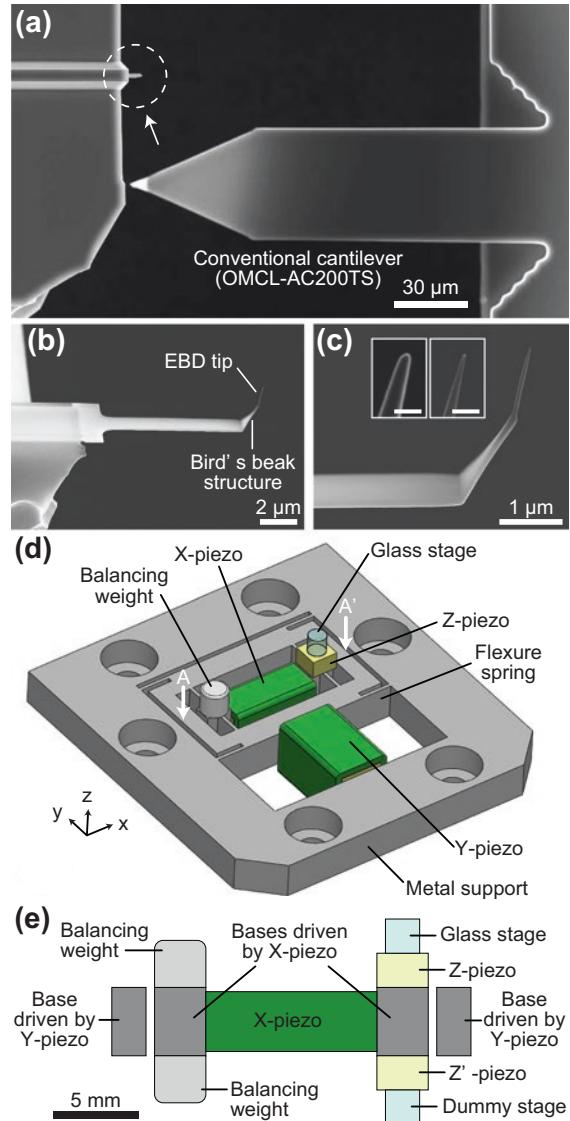 (a)
Conventional cantilever
(OMCL-AC200TS)
30 μm
(b)
EBD tip
Bird' s beak
structure
2 μm
(c)
1 μm
(d)
X-piezo
Glass stage
Balancing
weight
A'
Z-piezo
Flexure
spring
A
z
y
x
Y-piezo
Metal support
(e)
Balancing
weight
Bases driven
by X-piezo
Glass stage
Z-piezo
Base
driven by
Y-piezo
X-piezo
Base
driven by
Y-piezo
Z' -piezo
5 mm
Balancing
weight
Dummy stage